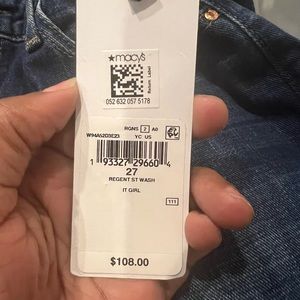 ★macy's
Return Label
052 632 057 5178
RGNS 2 A0
W94A6203E23 YC US
1 93327 29660 4
27
REGENT ST WASH
IT GIRL
111
$108.00